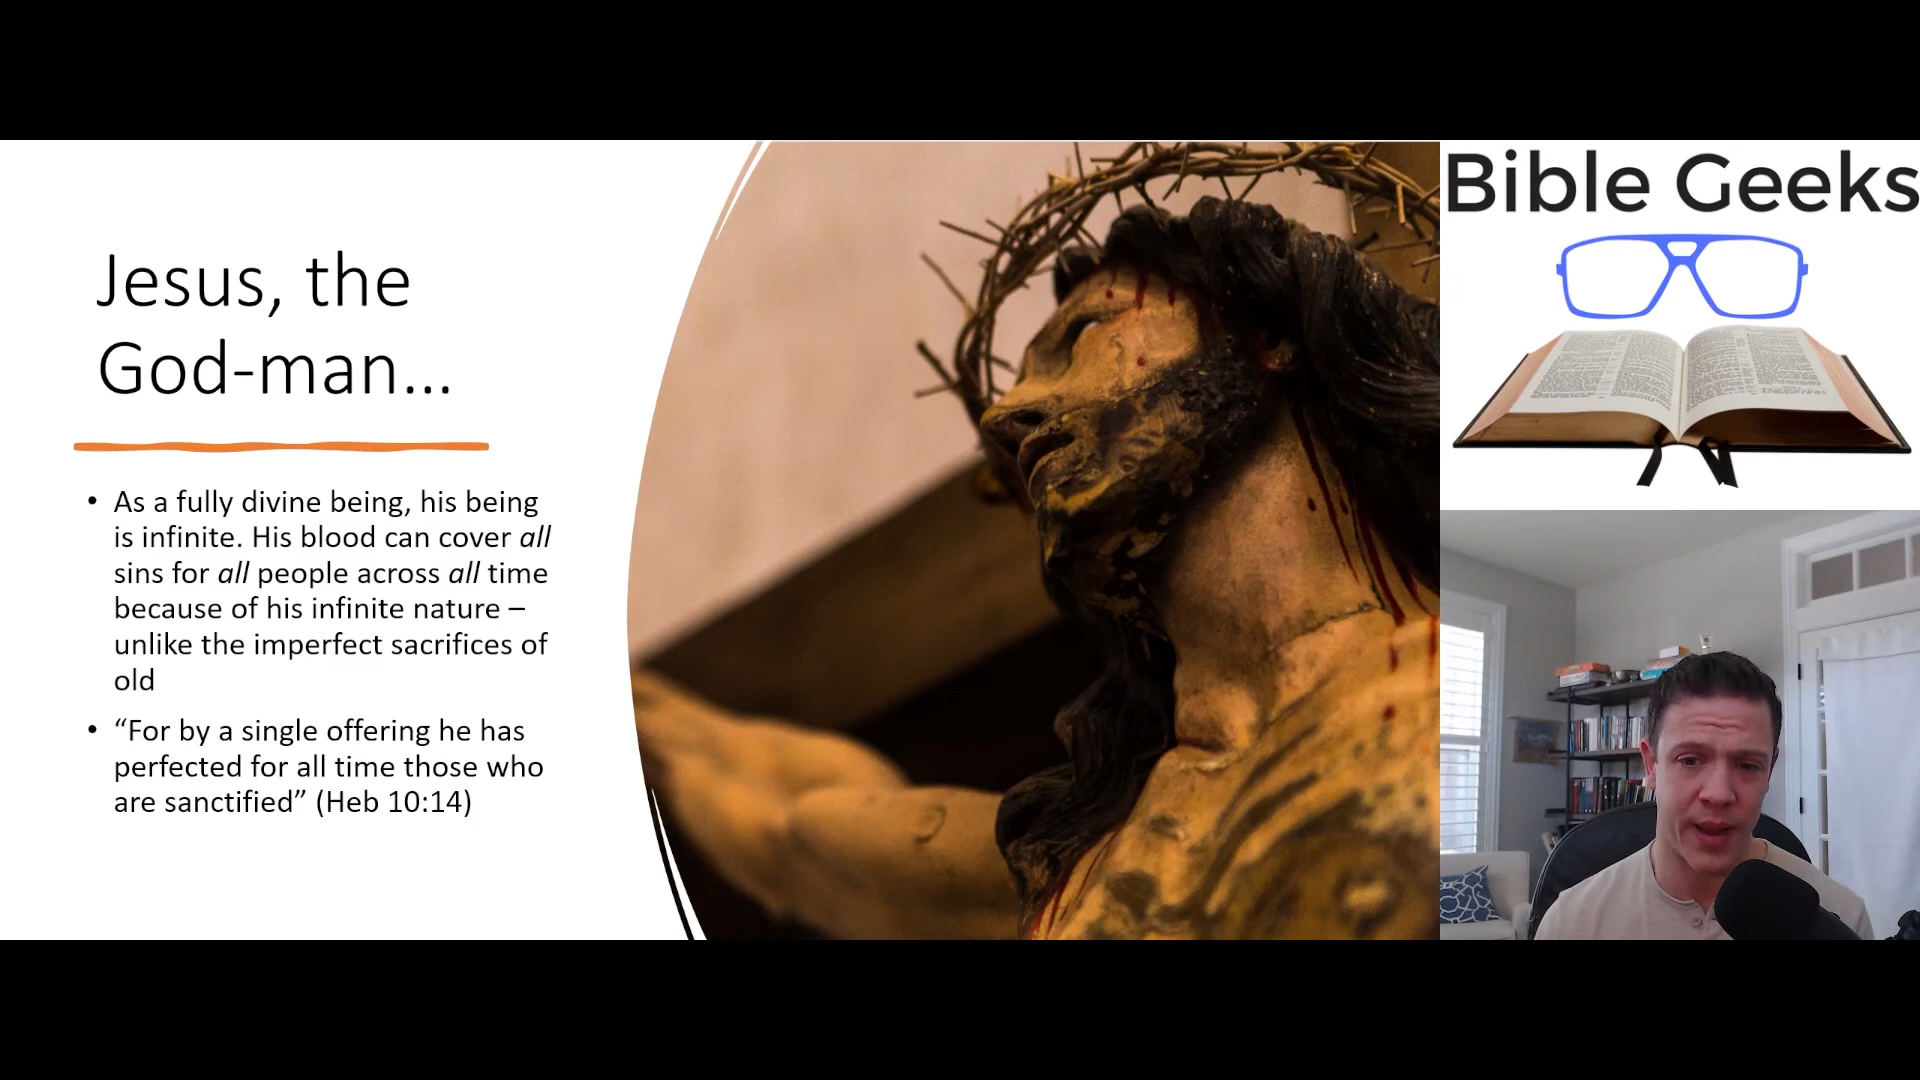 Jesus, the
God-man…
• As a fully divine being, his being
is infinite. His blood can cover all
sins for all people across all time
because of his infinite nature –
unlike the imperfect sacrifices of
old
• “For by a single offering he has
perfected for all time those who
are sanctified” (Heb 10:14)
Bible Geeks